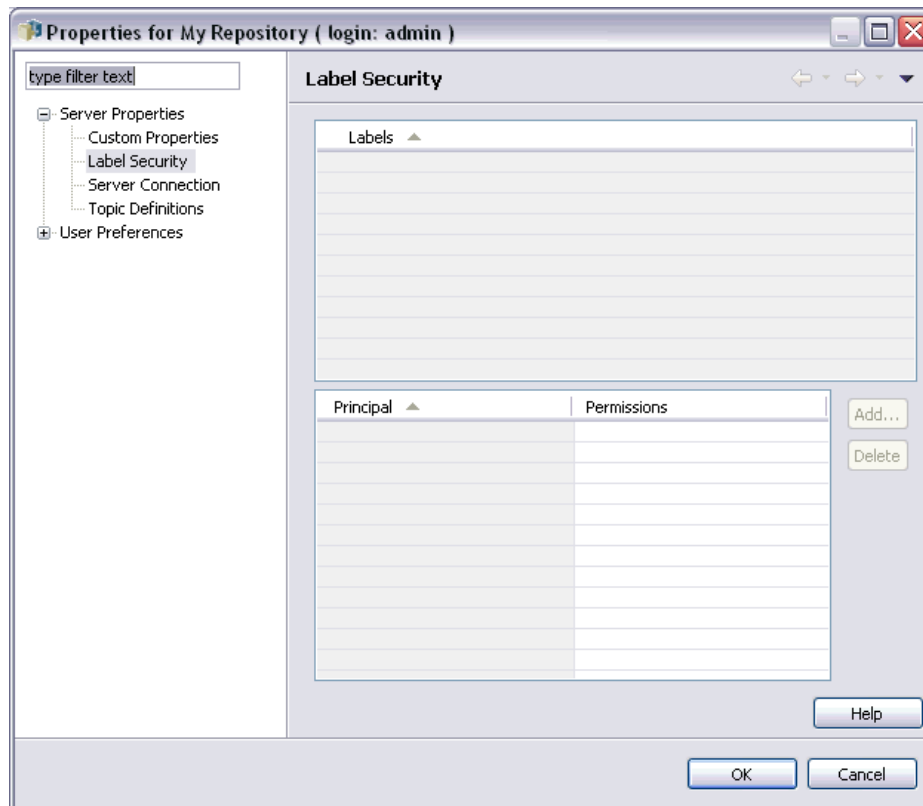 Properties for My Repository ( login: admin )
type filter text
Server Properties
Custom Properties
Label Security
Server Connection
Topic Definitions
User Preferences
Label Security
Labels
Principal
Permissions
Add...
Delete
Help
OK
Cancel